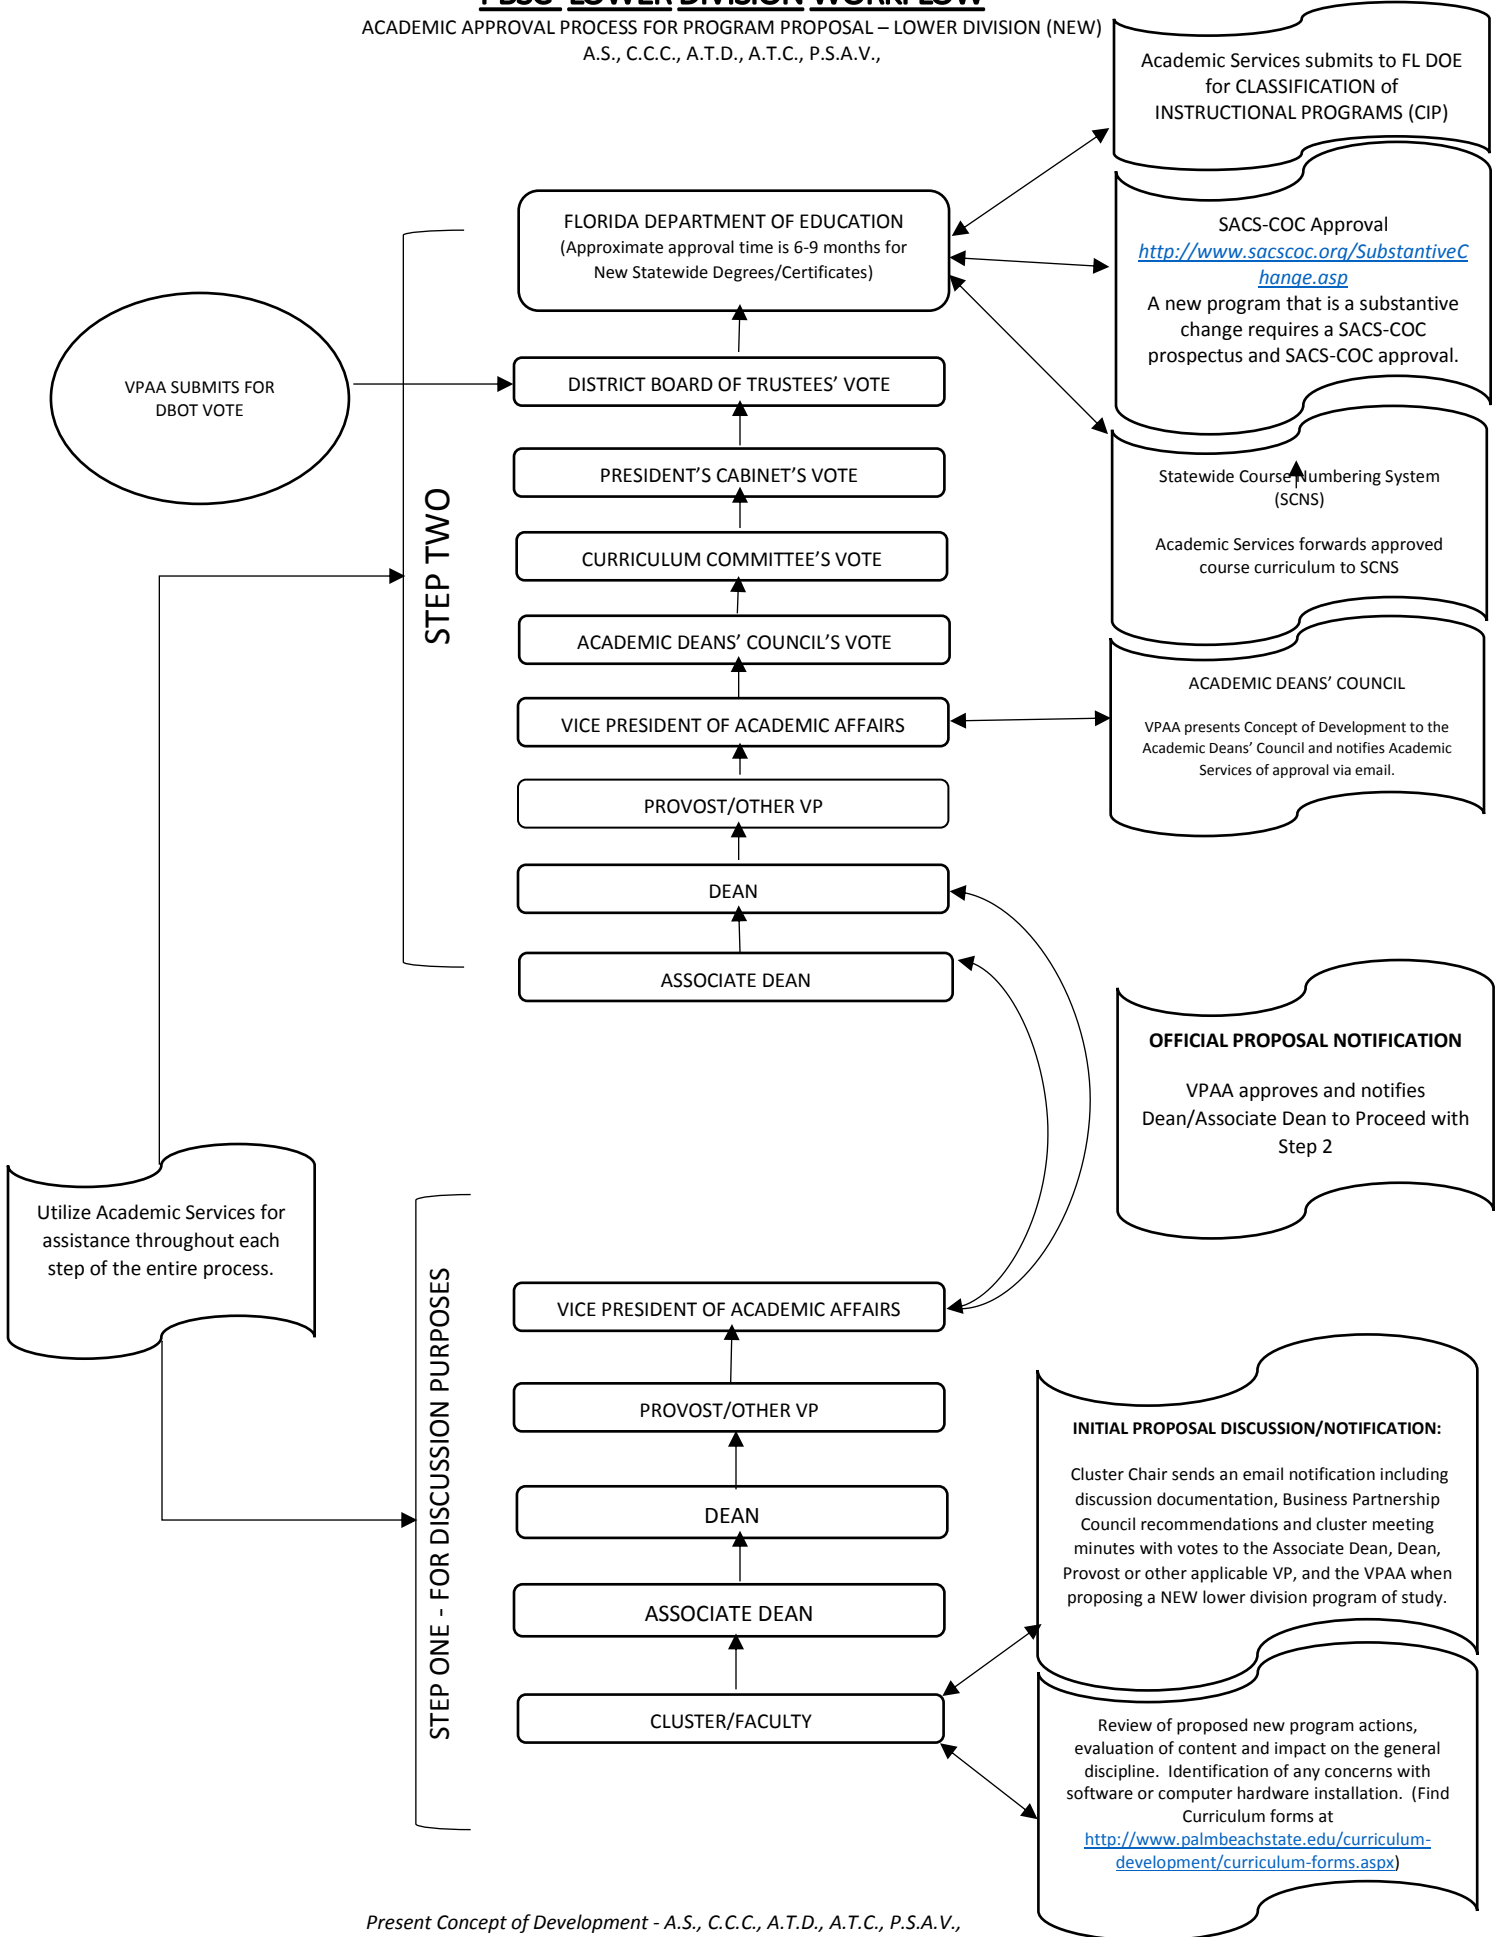 PBSC LOWER DIVISION WORKFLOW
ACADEMIC APPROVAL PROCESS FOR PROGRAM PROPOSAL – LOWER DIVISION (NEW)
A.S., C.C.C., A.T.D., A.T.C., P.S.A.V.,
Academic Services submits to FL DOE
for CLASSIFICATION of
INSTRUCTIONAL PROGRAMS (CIP)
FLORIDA DEPARTMENT OF EDUCATION
(Approximate approval time is 6-9 months for
New Statewide Degrees/Certificates)
SACS-COC Approval
http://www.sacscoc.org/SubstantiveC
hange.asp
A new program that is a substantive
change requires a SACS-COC
prospectus and SACS-COC approval.
VPAA SUBMITS FOR
DBOT VOTE
DISTRICT BOARD OF TRUSTEES’ VOTE
PRESIDENT’S CABINET’S VOTE
STEP TWO
CURRICULUM COMMITTEE’S VOTE
Statewide Course Numbering System
(SCNS)
Academic Services forwards approved
course curriculum to SCNS
ACADEMIC DEANS’ COUNCIL’S VOTE
VICE PRESIDENT OF ACADEMIC AFFAIRS
ACADEMIC DEANS’ COUNCIL
VPAA presents Concept of Development to the
Academic Deans’ Council and notifies Academic
Services of approval via email.
PROVOST/OTHER VP
DEAN
ASSOCIATE DEAN
OFFICIAL PROPOSAL NOTIFICATION
VPAA approves and notifies
Dean/Associate Dean to Proceed with
Step 2
Utilize Academic Services for
assistance throughout each
step of the entire process.
STEP ONE - FOR DISCUSSION PURPOSES
VICE PRESIDENT OF ACADEMIC AFFAIRS
PROVOST/OTHER VP
DEAN
ASSOCIATE DEAN
CLUSTER/FACULTY
INITIAL PROPOSAL DISCUSSION/NOTIFICATION:
Cluster Chair sends an email notification including
discussion documentation, Business Partnership
Council recommendations and cluster meeting
minutes with votes to the Associate Dean, Dean,
Provost or other applicable VP, and the VPAA when
proposing a NEW lower division program of study.
Review of proposed new program actions,
evaluation of content and impact on the general
discipline. Identification of any concerns with
software or computer hardware installation. (Find
Curriculum forms at
http://www.palmbeachstate.edu/curriculum-
development/curriculum-forms.aspx)
Present Concept of Development - A.S., C.C.C., A.T.D., A.T.C., P.S.A.V.,